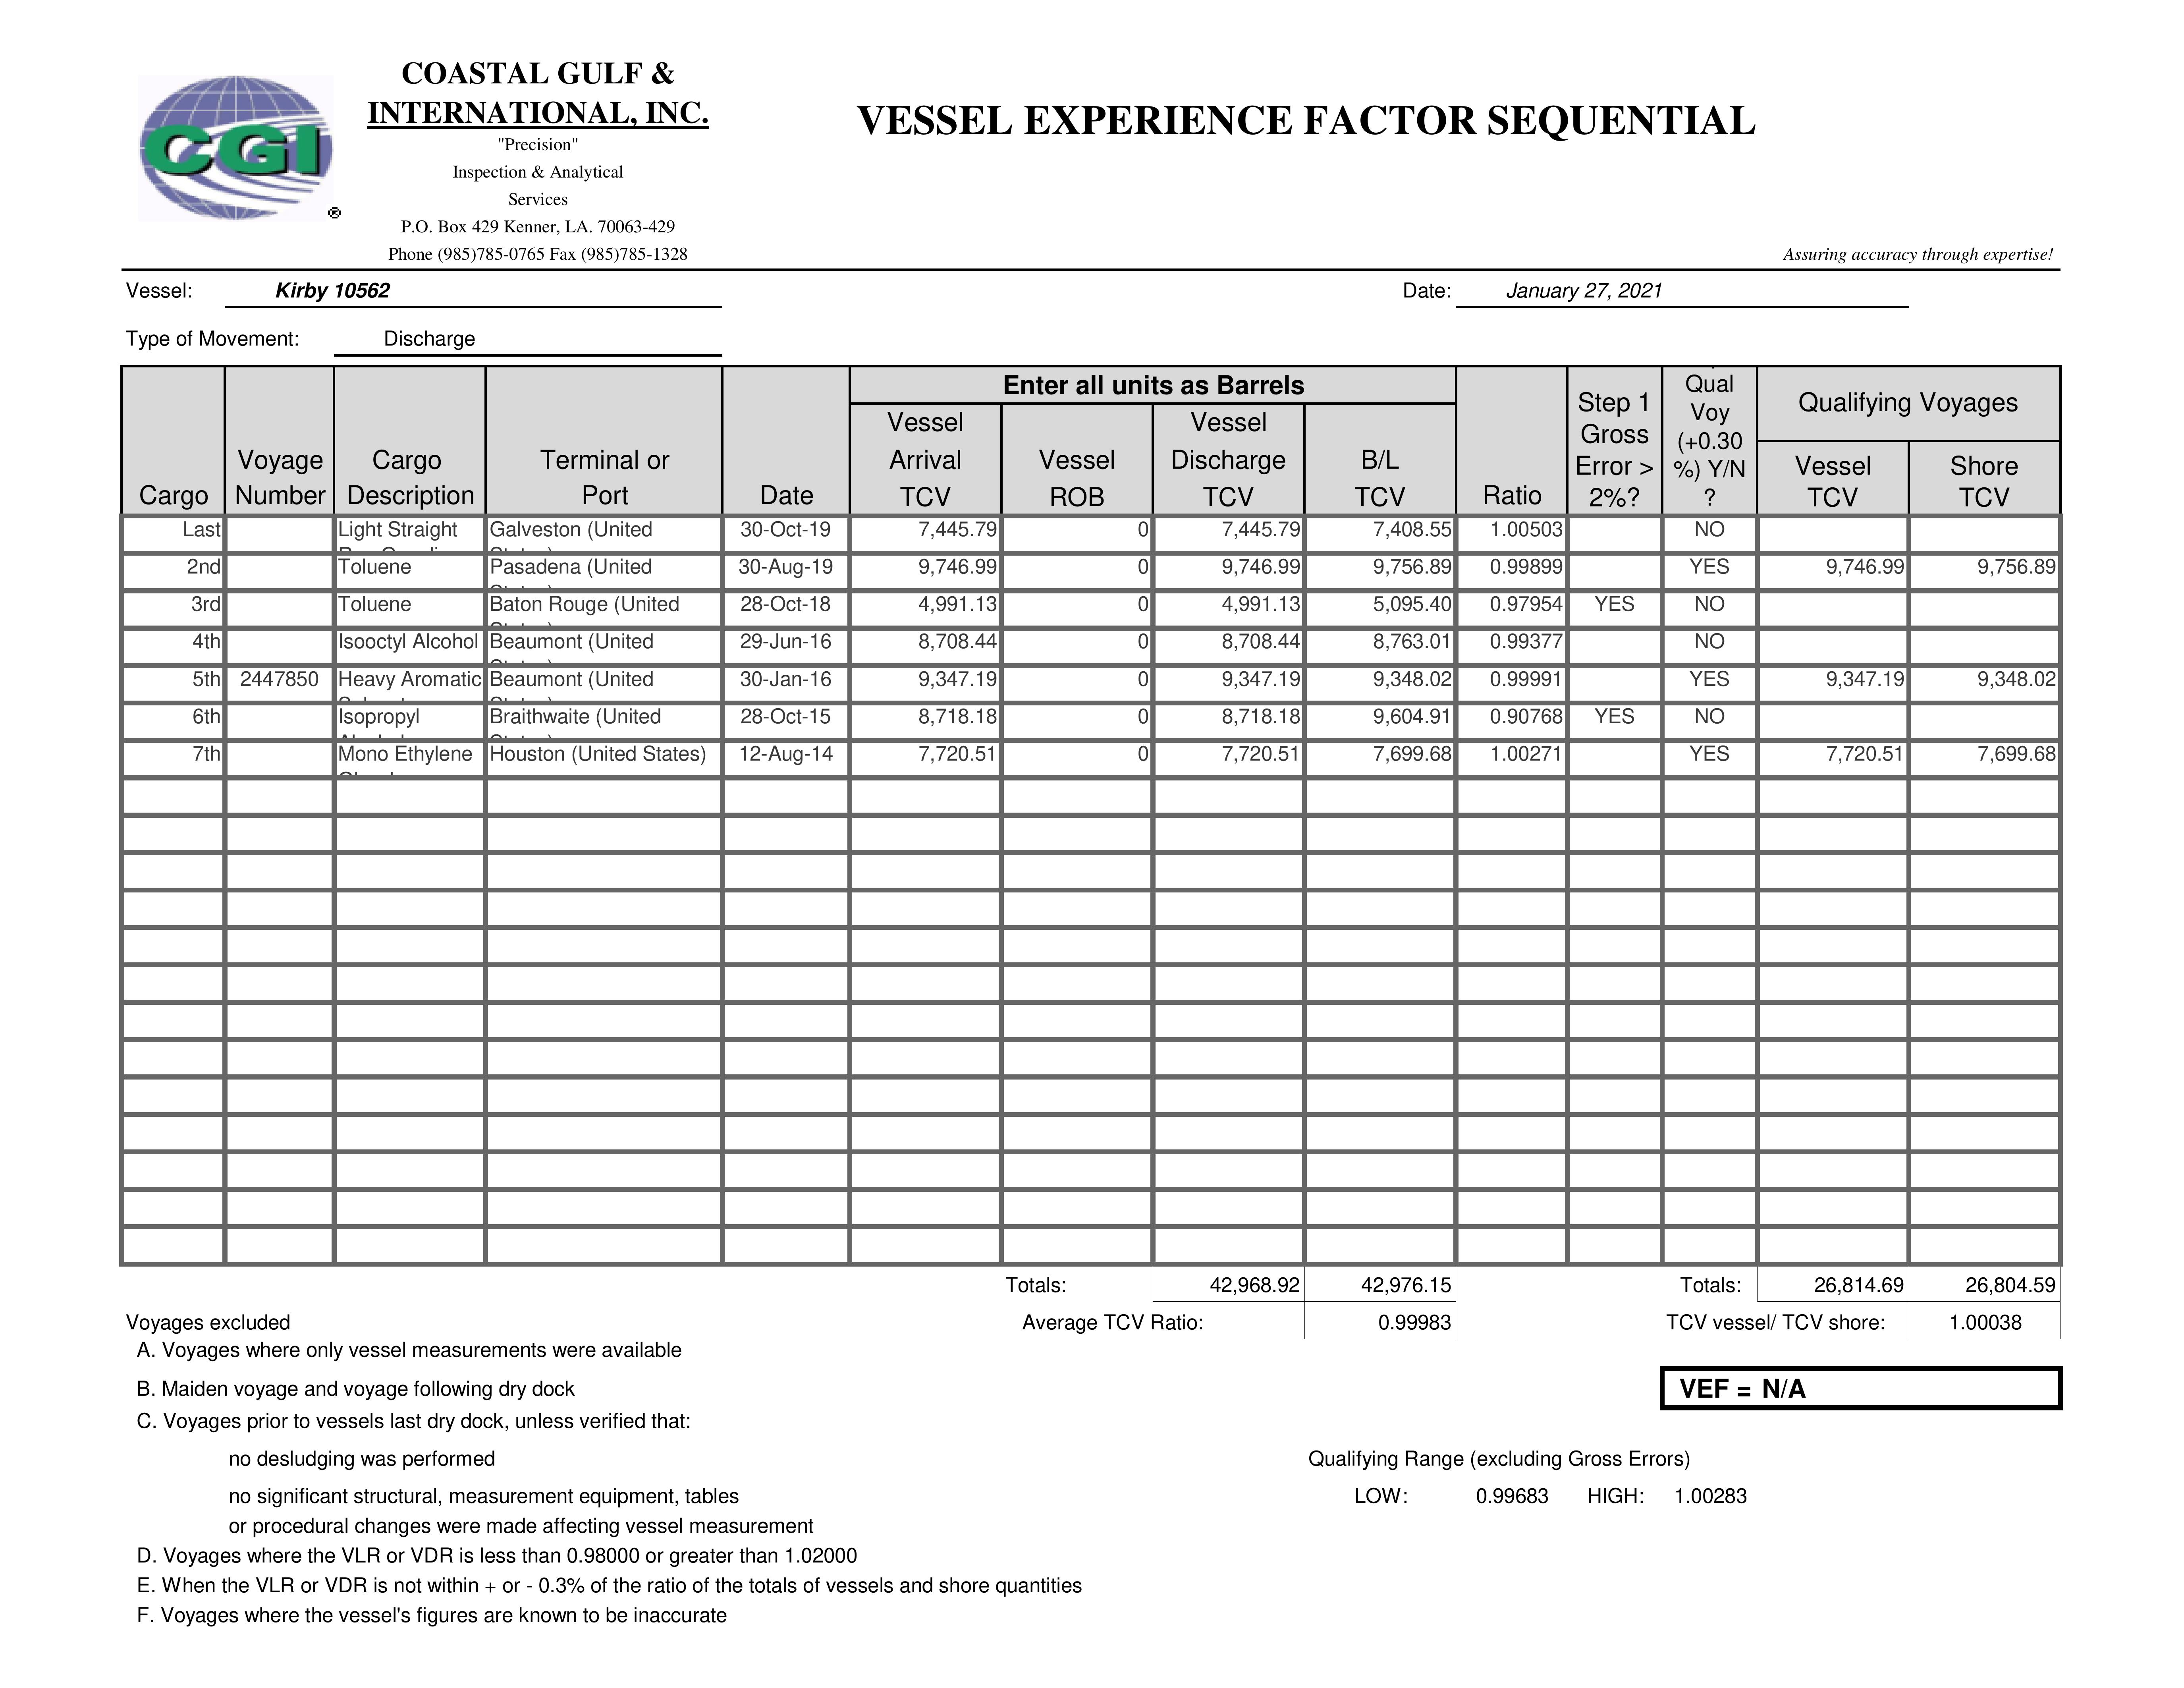 COASTAL GULF &
INTERNATIONAL, INC.
"Precision"
Inspection & Analytical
Services
P.O. Box 429 Kenner, LA. 70063-429
Phone (985)785-0765 Fax (985)785-1328
CGI
®
VESSEL EXPERIENCE FACTOR SEQUENTIAL
Assuring accuracy through expertise!
Vessel: Kirby 10562 Date: January 27, 2021
Type of Movement: Discharge
Enter all units as Barrels
Cargo
Voyage Number
Cargo Description
Terminal or Port
Date
Vessel Arrival TCV
Vessel ROB
Vessel Discharge TCV
B/L TCV
Ratio
Step 1 Gross Error > 2%?
Qual Voy (+0.30 %) Y/N ?
Qualifying Voyages
Vessel TCV
Shore TCV
Last Light Straight Galveston (United 30-Oct-19 7,445.79 0 7,445.79 7,408.55 1.00503 NO
2nd Toluene Pasadena (United 30-Aug-19 9,746.99 0 9,746.99 9,756.89 0.99899 YES 9,746.99 9,756.89
3rd Toluene Baton Rouge (United 28-Oct-18 4,991.13 0 4,991.13 5,095.40 0.97954 YES NO
4th Isooctyl Alcohol Beaumont (United 29-Jun-16 8,708.44 0 8,708.44 8,763.01 0.99377 NO
5th 2447850 Heavy Aromatic Beaumont (United 30-Jan-16 9,347.19 0 9,347.19 9,348.02 0.99991 YES 9,347.19 9,348.02
6th Isopropyl Braithwaite (United 28-Oct-15 8,718.18 0 8,718.18 9,604.91 0.90768 YES NO
7th Mono Ethylene Houston (United States) 12-Aug-14 7,720.51 0 7,720.51 7,699.68 1.00271 YES 7,720.51 7,699.68
Totals: 42,968.92 42,976.15 Totals: 26,814.69 26,804.59
Voyages excluded Average TCV Ratio: 0.99983 TCV vessel/ TCV shore: 1.00038
A. Voyages where only vessel measurements were available
B. Maiden voyage and voyage following dry dock
VEF = N/A
C. Voyages prior to vessels last dry dock, unless verified that:
no desludging was performed
Qualifying Range (excluding Gross Errors)
no significant structural, measurement equipment, tables
LOW: 0.99683 HIGH: 1.00283
or procedural changes were made affecting vessel measurement
D. Voyages where the VLR or VDR is less than 0.98000 or greater than 1.02000
E. When the VLR or VDR is not within + or - 0.3% of the ratio of the totals of vessels and shore quantities
F. Voyages where the vessel's figures are known to be inaccurate